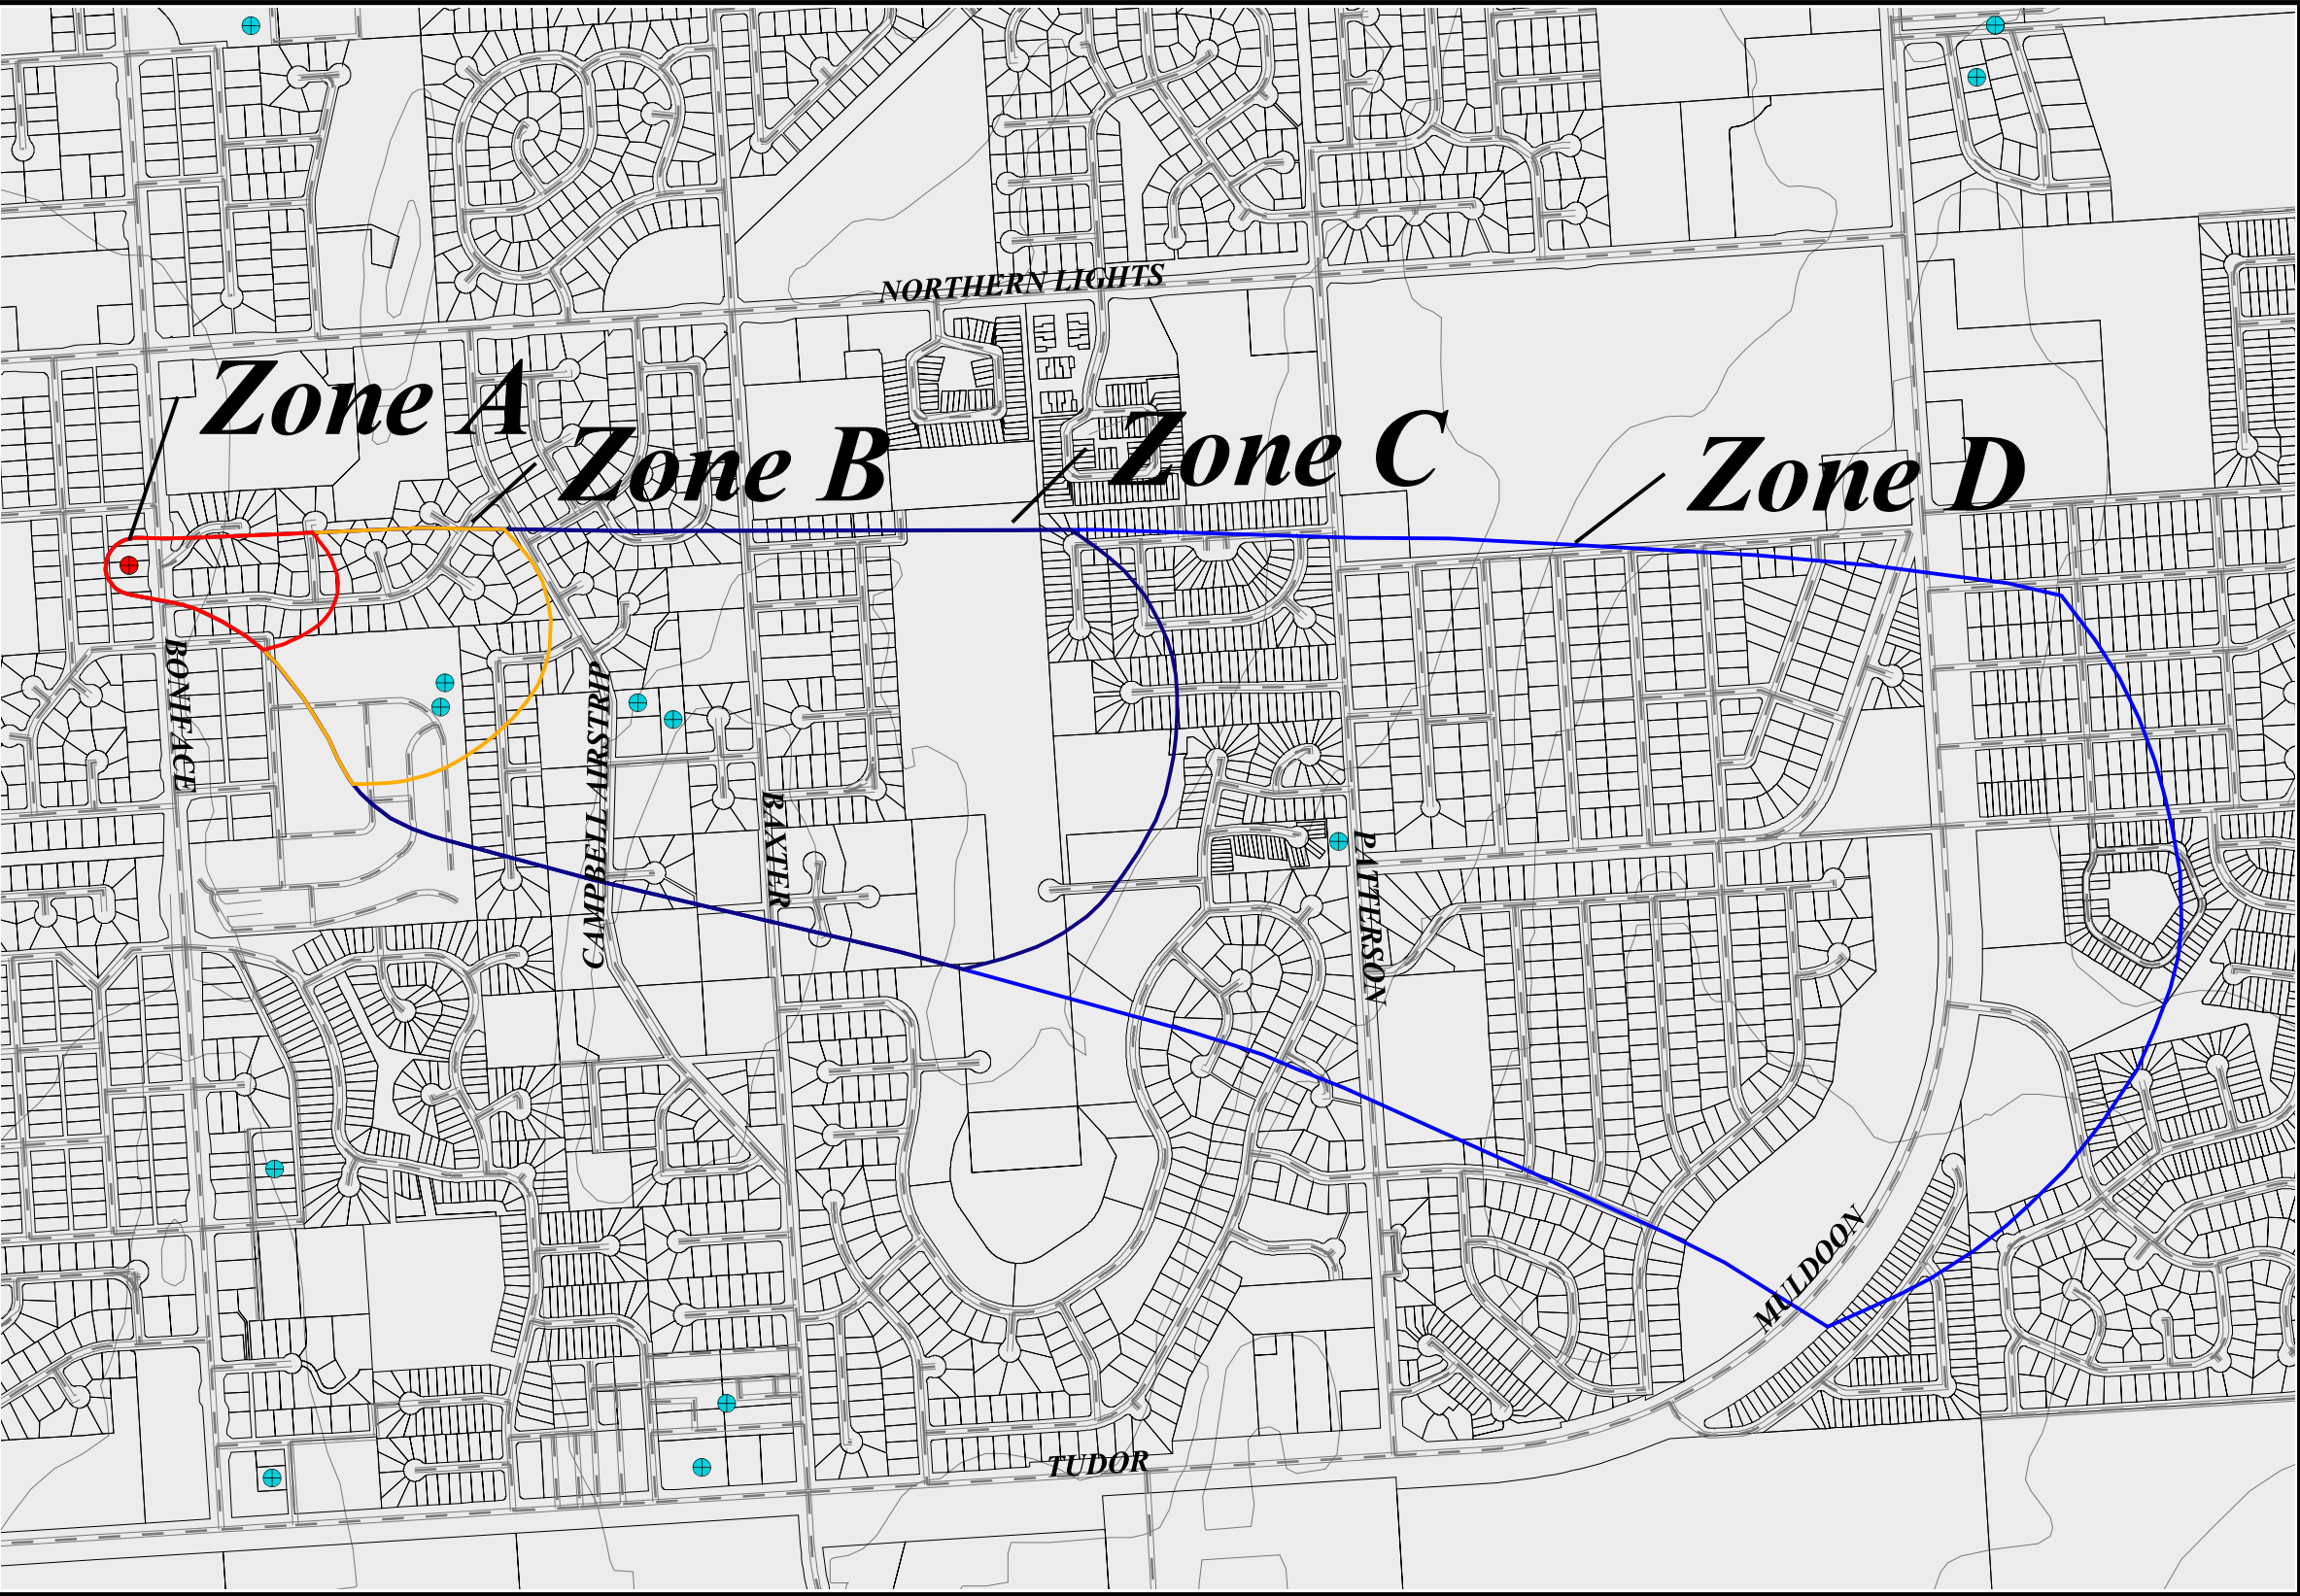 NORTHERN LIGHTS
Zone A
Zone B
Zone C
Zone D
BONIFACE
CAMPBELL AIRSTRIP
BAXTER
PATTERSON
MULDOON
TUDOR